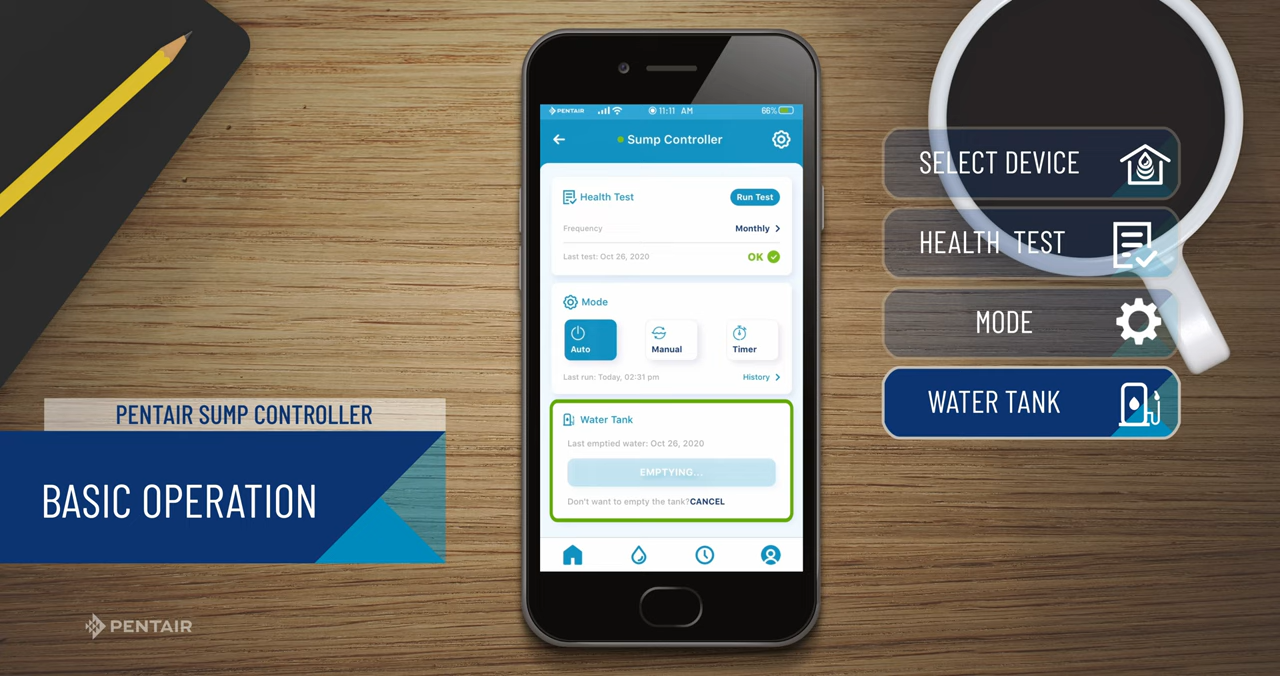 PENTAIR 11:11 AM 66%
Sump Controller
Health Test Run Test
Frequency Monthly
Last test: Oct 26, 2020 OK
Mode
Auto Manual Timer
Last run: Today, 02:31 pm History
Water Tank
Last emptied water: Oct 26, 2020
EMPTYING...
Don't want to empty the tank?CANCEL
SELECT DEVICE
HEALTH TEST
MODE
WATER TANK
PENTAIR SUMP CONTROLLER
BASIC OPERATION
PENTAIR